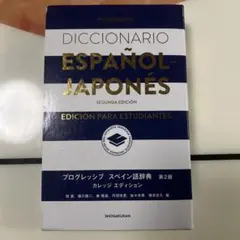 DICCIONARIO
ESPAÑOL-
JAPONÉS
SEGUNDA EDICIÓN
EDICIÓN PARA ESTUDIANTES
プログレッシブ スペイン語辞典 第2版
カレッジ エディション
SHOGAKUKAN